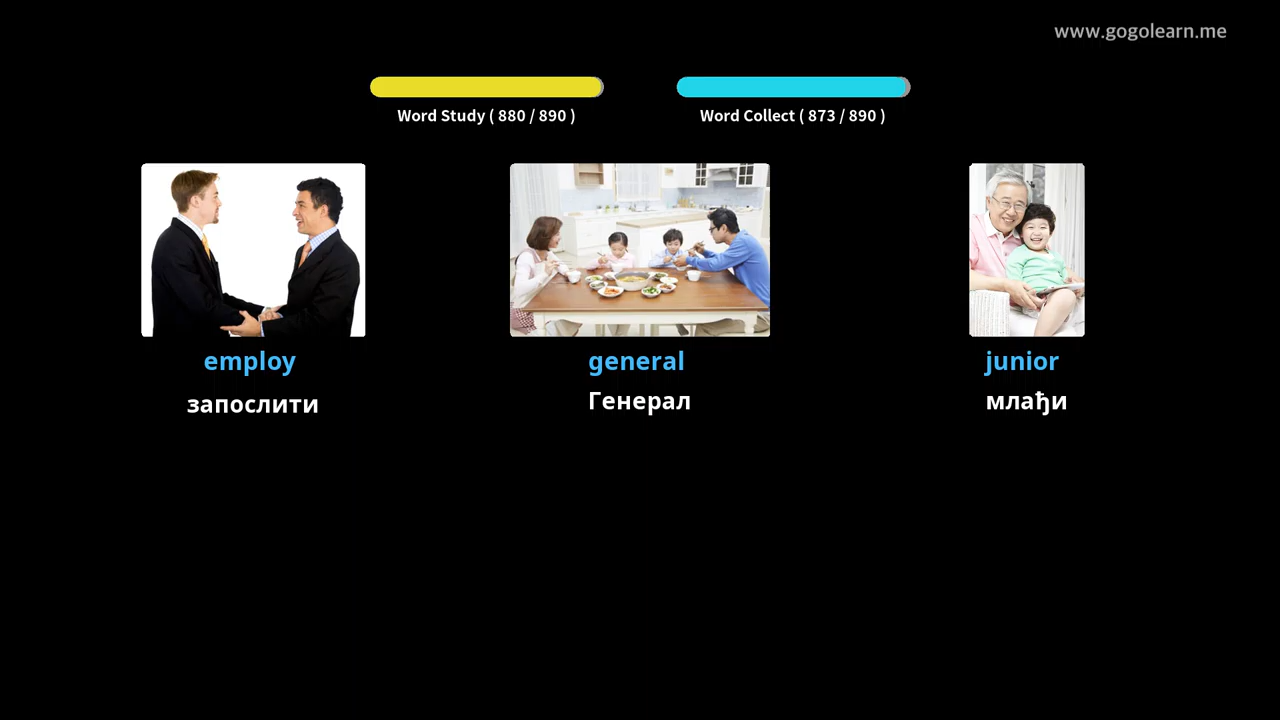 www.gogolearn.me
Word Study ( 880 / 890 )
Word Collect ( 873 / 890 )
employ
general
junior
запослити
Генерал
млађи